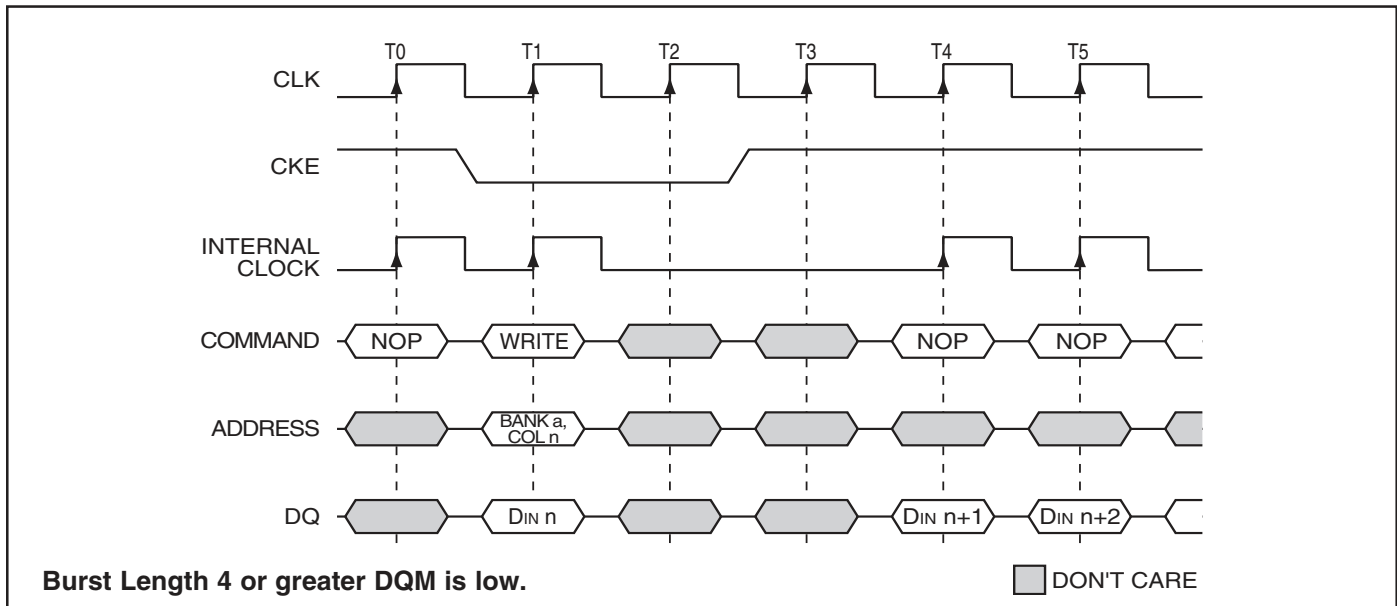 T0 T1 T2 T3 T4 T5
CLK
CKE
INTERNAL
CLOCK
COMMAND NOP WRITE NOP NOP
ADDRESS BANK a,
COL n
DQ DIN n DIN n+1 DIN n+2
Burst Length 4 or greater DQM is low. DON'T CARE